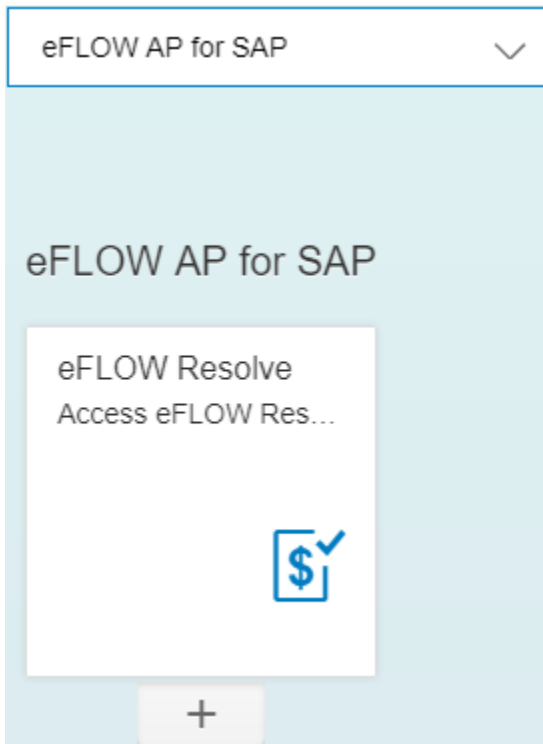 eFLOW AP for SAP
eFLOW AP for SAP
eFLOW Resolve
Access eFLOW Res...
$
+